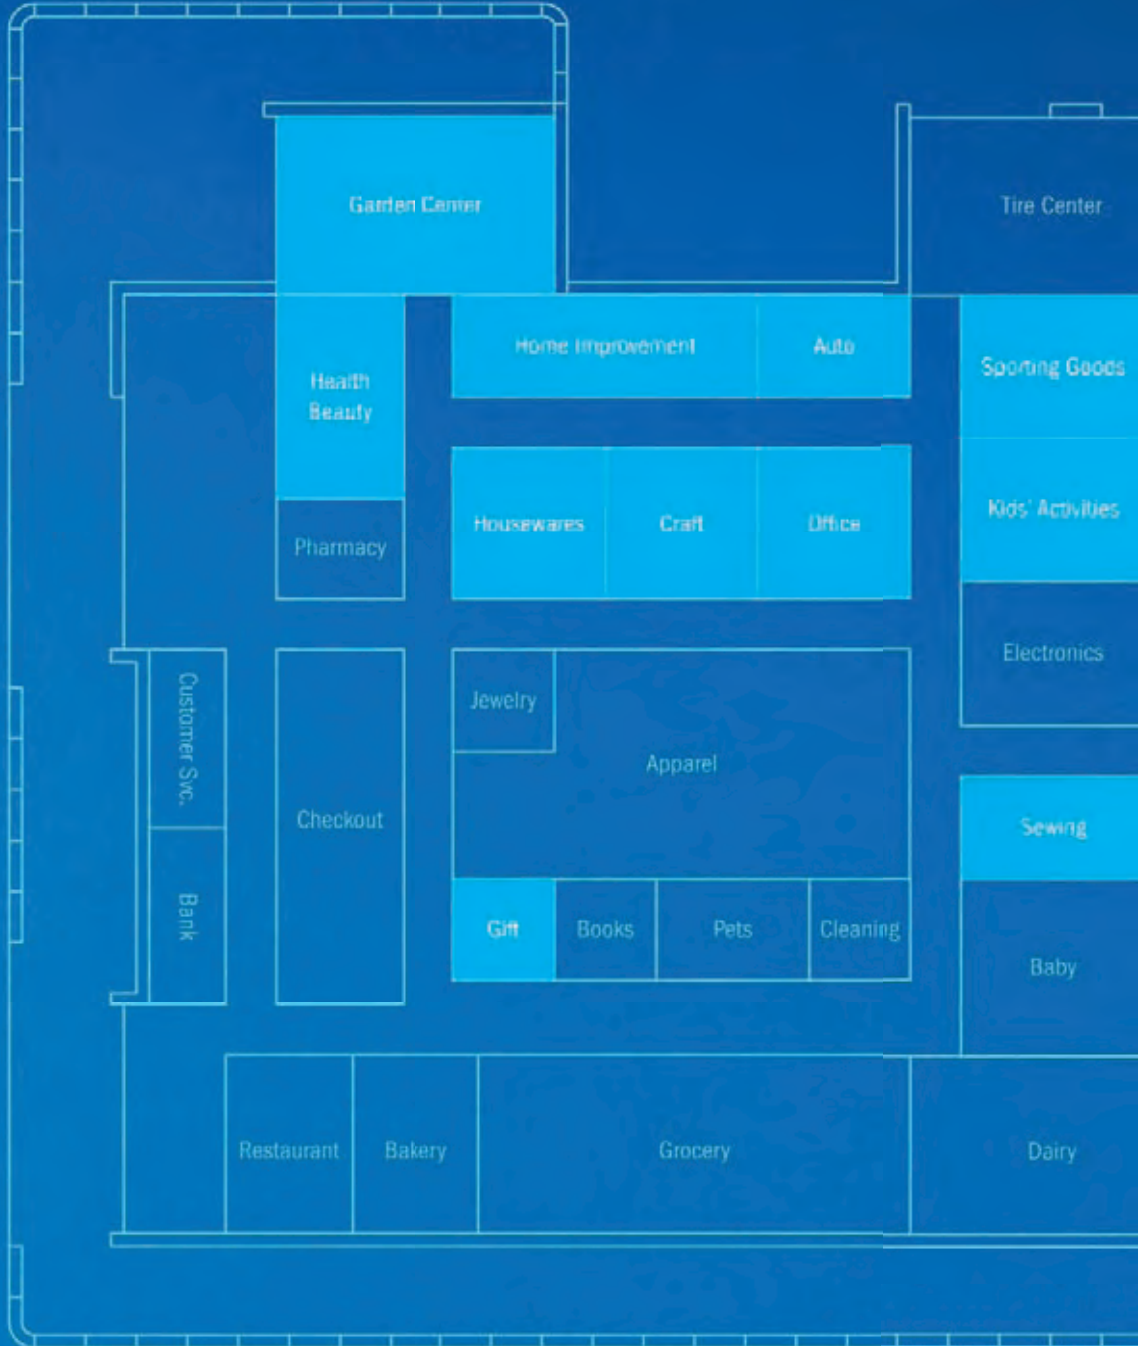 Garden Center
Tire Center
Home Improvement
Auto
Sporting Goods
Health
Beauty
Housewares
Craft
Office
Kids' Activities
Pharmacy
Electronics
Customer Svc.
Jewelry
Apparel
Checkout
Sewing
Bank
Gift
Books
Pets
Cleaning
Baby
Restaurant
Bakery
Grocery
Dairy